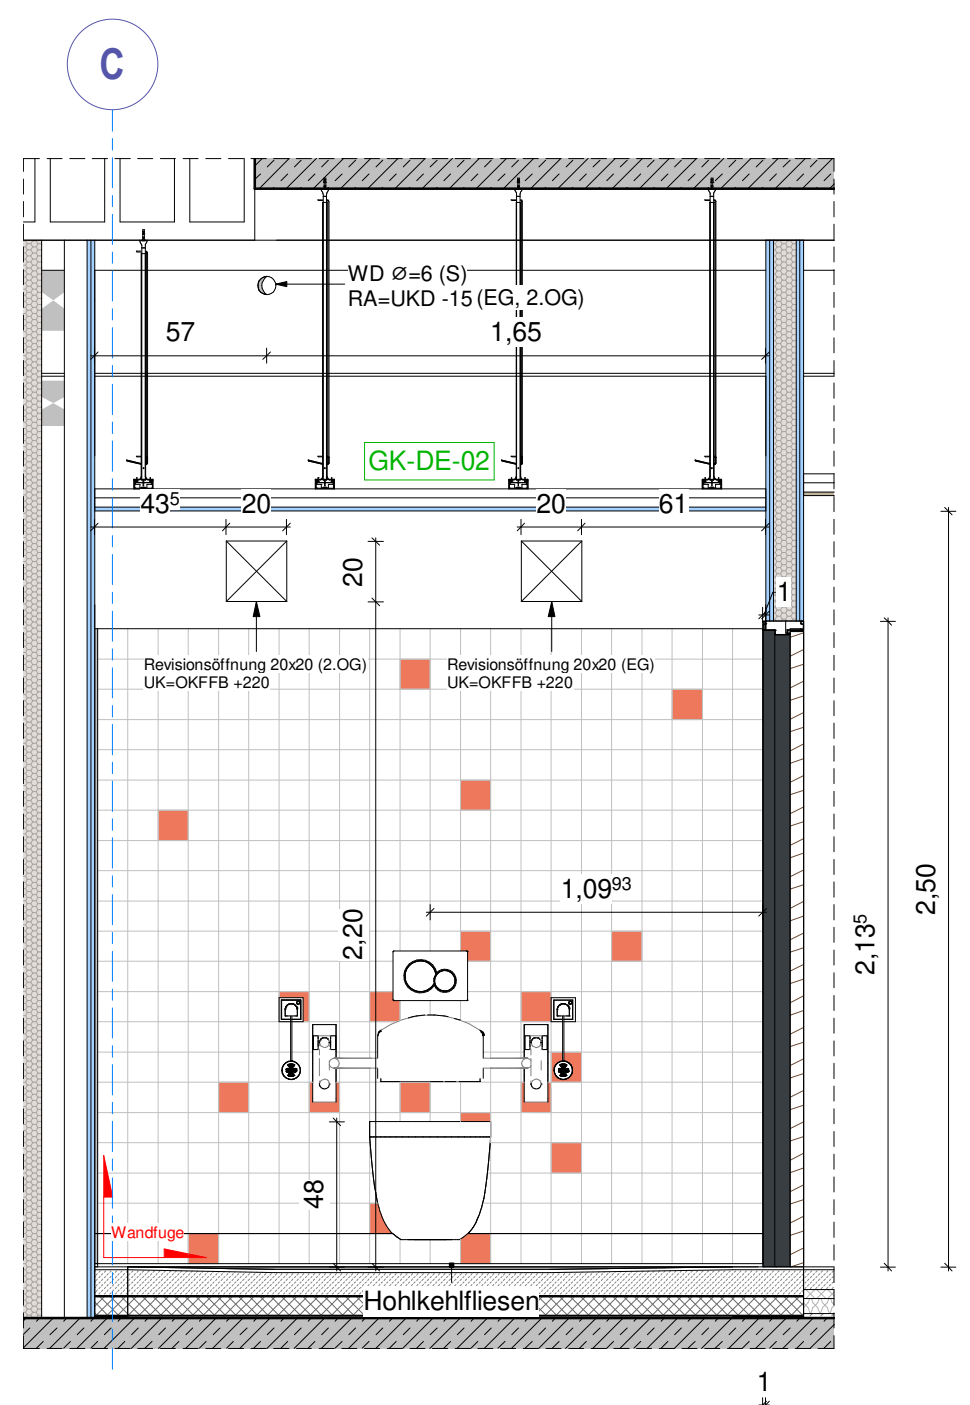 C
WD Ø=6 (S)
RA=UKD -15 (EG, 2.OG)
57
1,65
GK-DE-02
43⁵
20
20
61
20
1
Revisionsöffnung 20x20 (2.OG)
UK=OKFFB +220
Revisionsöffnung 20x20 (EG)
UK=OKFFB +220
1,09⁹³
2,20
2,13⁵
2,50
48
Wandfuge
Hohlkehlfliesen
1